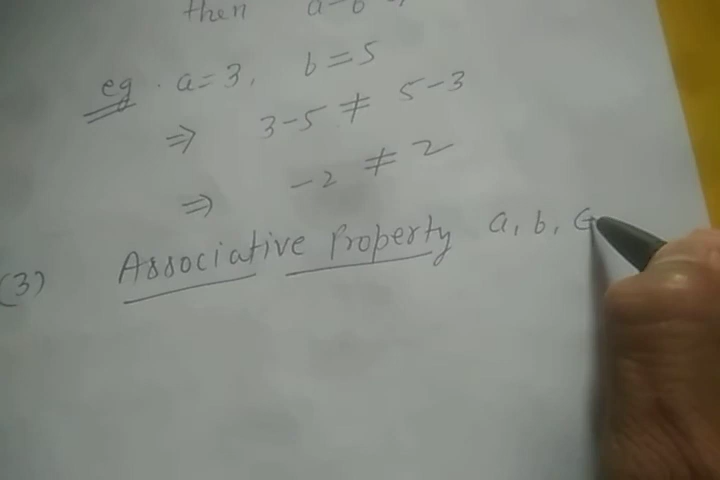 then a-b
eg. a=3, b=5
⇒ 3-5 ≠ 5-3
⇒ -2 ≠ 2
(3) Associative Property a, b, c